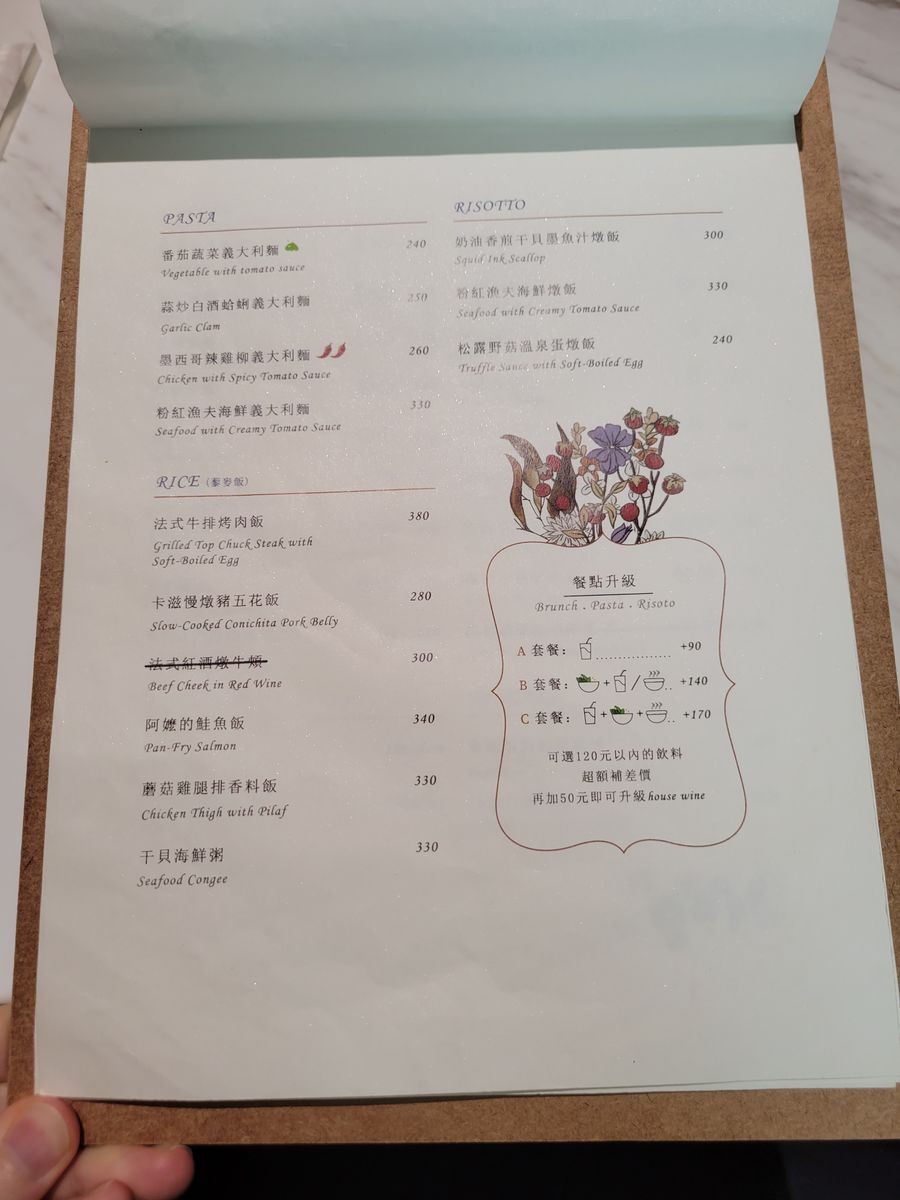 PASTA
番茄蔬菜義大利麵 240
Vegetable with tomato sauce
蒜炒白酒蛤蜊義大利麵 250
Garlic Clam
墨西哥辣雞柳義大利麵 260
Chicken with Spicy Tomato Sauce
粉紅漁夫海鮮義大利麵 330
Seafood with Creamy Tomato Sauce
RICE (藜麥飯)
法式牛排烤肉飯 380
Grilled Top Chuck Steak with
Soft-Boiled Egg
卡滋慢燉豬五花飯 280
Slow-Cooked Conichita Pork Belly
法式紅酒燉牛頰 300
Beef Cheek in Red Wine
阿嬤的鮭魚飯 340
Pan-Fry Salmon
蘑菇雞腿排香料飯 330
Chicken Thigh with Pilaf
干貝海鮮粥 330
Seafood Congee
RISOTTO
奶油香煎干貝墨魚汁燉飯 300
Squid Ink Scallop
粉紅漁夫海鮮燉飯 330
Seafood with Creamy Tomato Sauce
松露野菇溫泉蛋燉飯 240
Truffle Sauce with Soft-Boiled Egg
餐點升級
Brunch . Pasta . Risoto
A 套餐： .................. +90
B 套餐： + / .. +140
C 套餐： + + .. +170
可選120元以內的飲料
超額補差價
再加50元即可升級house wine